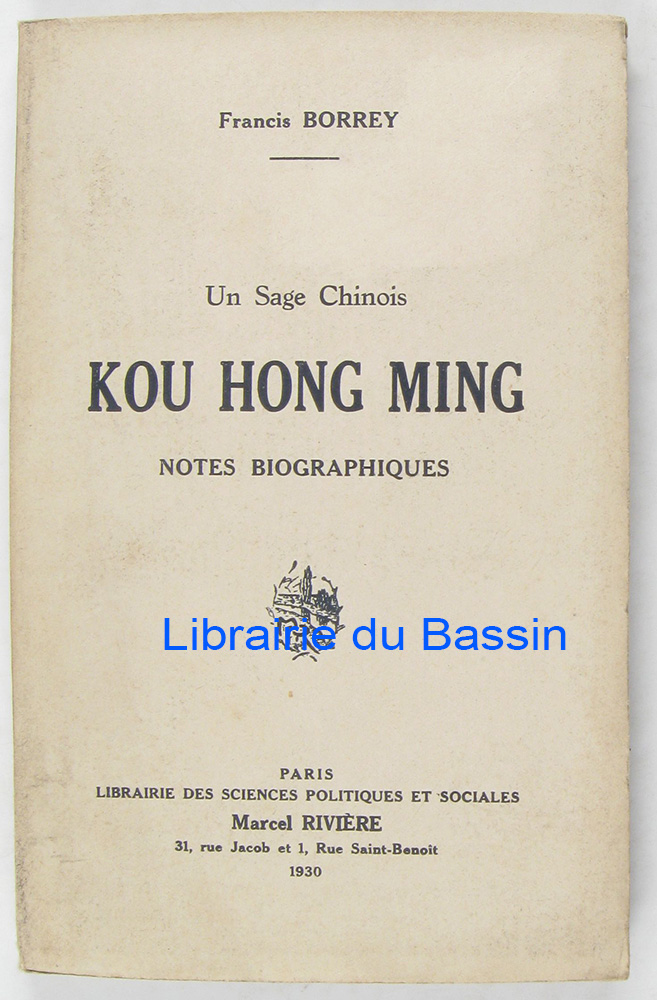 Francis BORREY
Un Sage Chinois
KOU HONG MING
NOTES BIOGRAPHIQUES
Librairie du Bassin
PARIS
LIBRAIRIE DES SCIENCES POLITIQUES ET SOCIALES
Marcel RIVIÈRE
31, rue Jacob et 1, Rue Saint-Benoit
1930